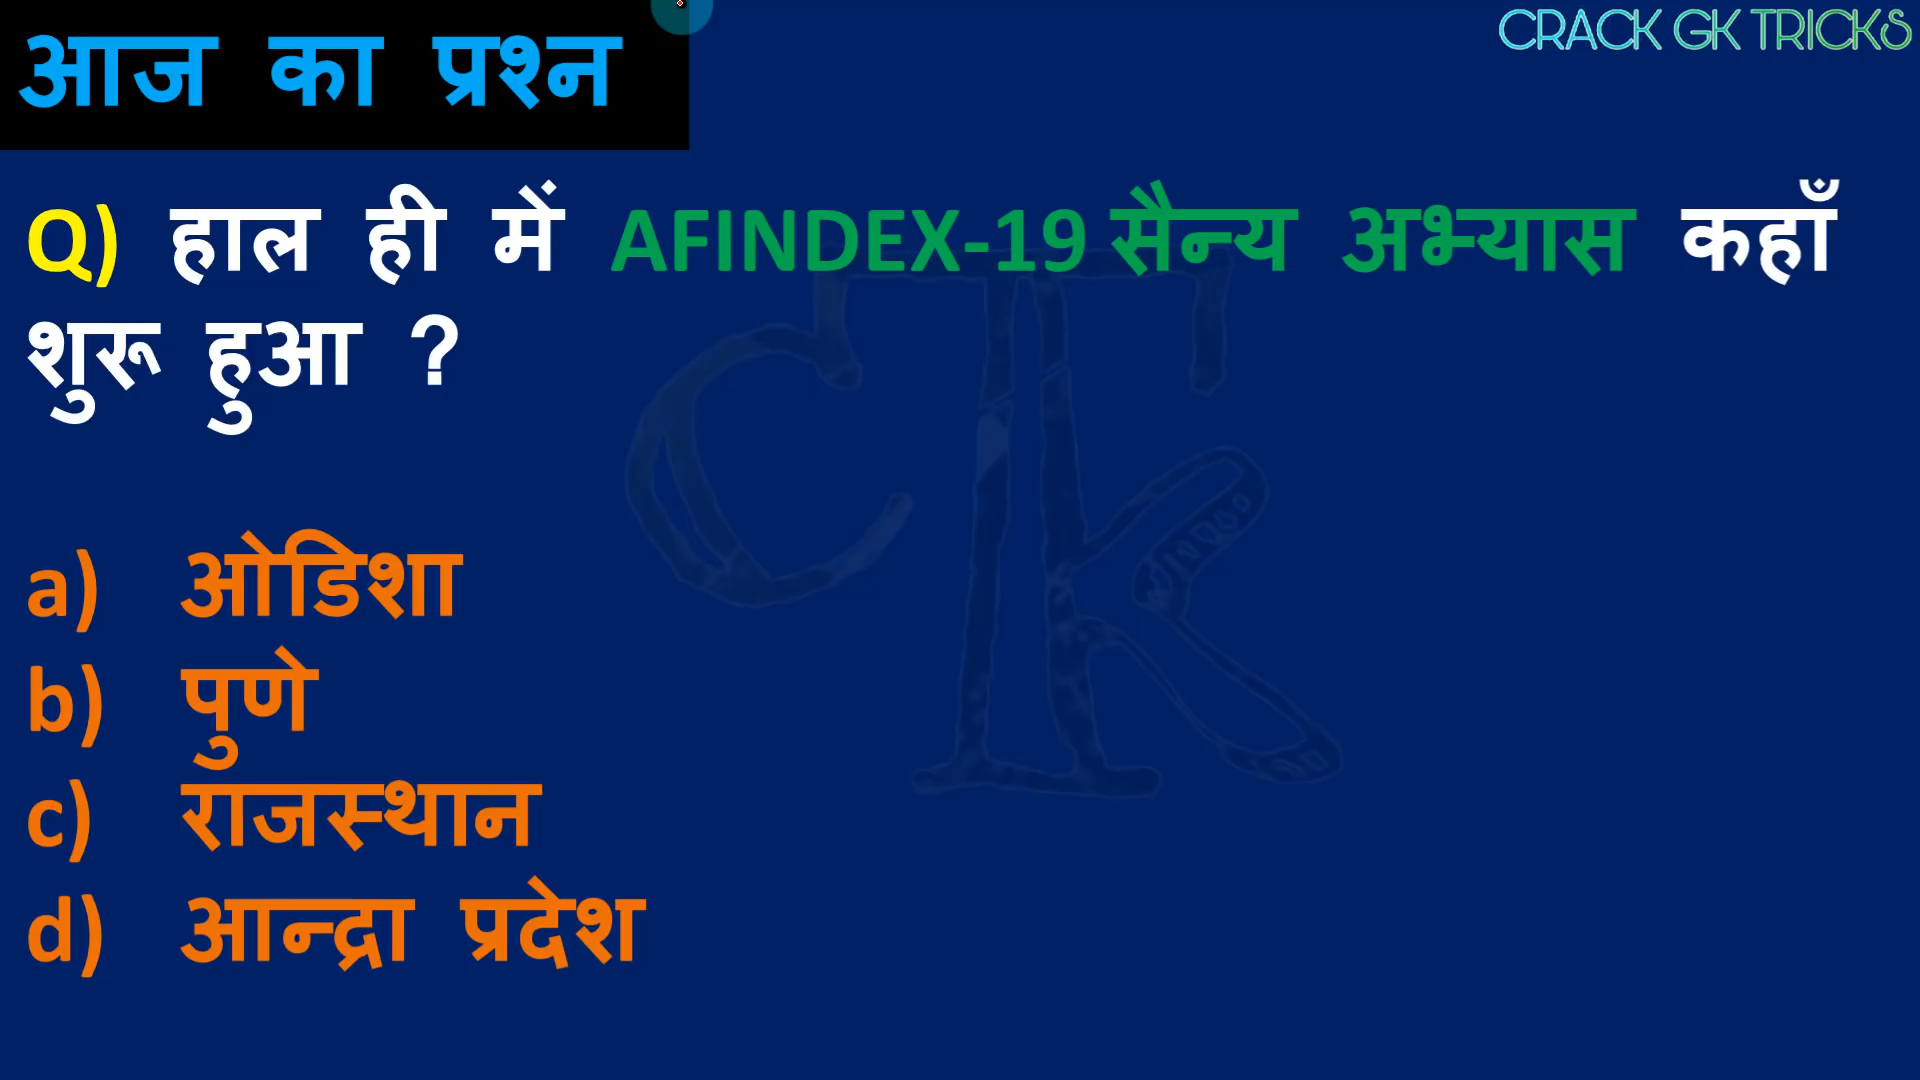 आज का प्रश्न
CRACK GK TRICKS
Q) हाल ही में AFINDEX-19 सैन्य अभ्यास कहाँ
शुरू हुआ ?
a) ओडिशा
b) पुणे
c) राजस्थान
d) आन्द्रा प्रदेश